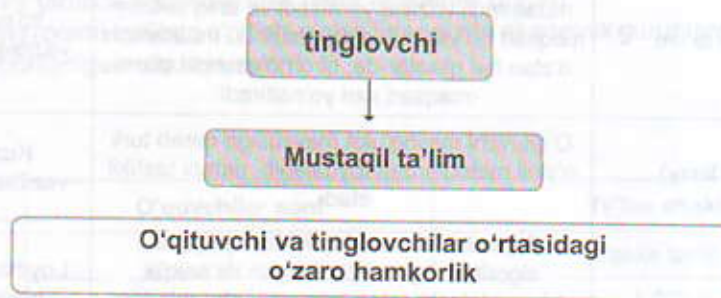 tinglovchi
Mustaqil ta'lim
O'qituvchi va tinglovchilar o'rtasidagi
o'zaro hamkorlik